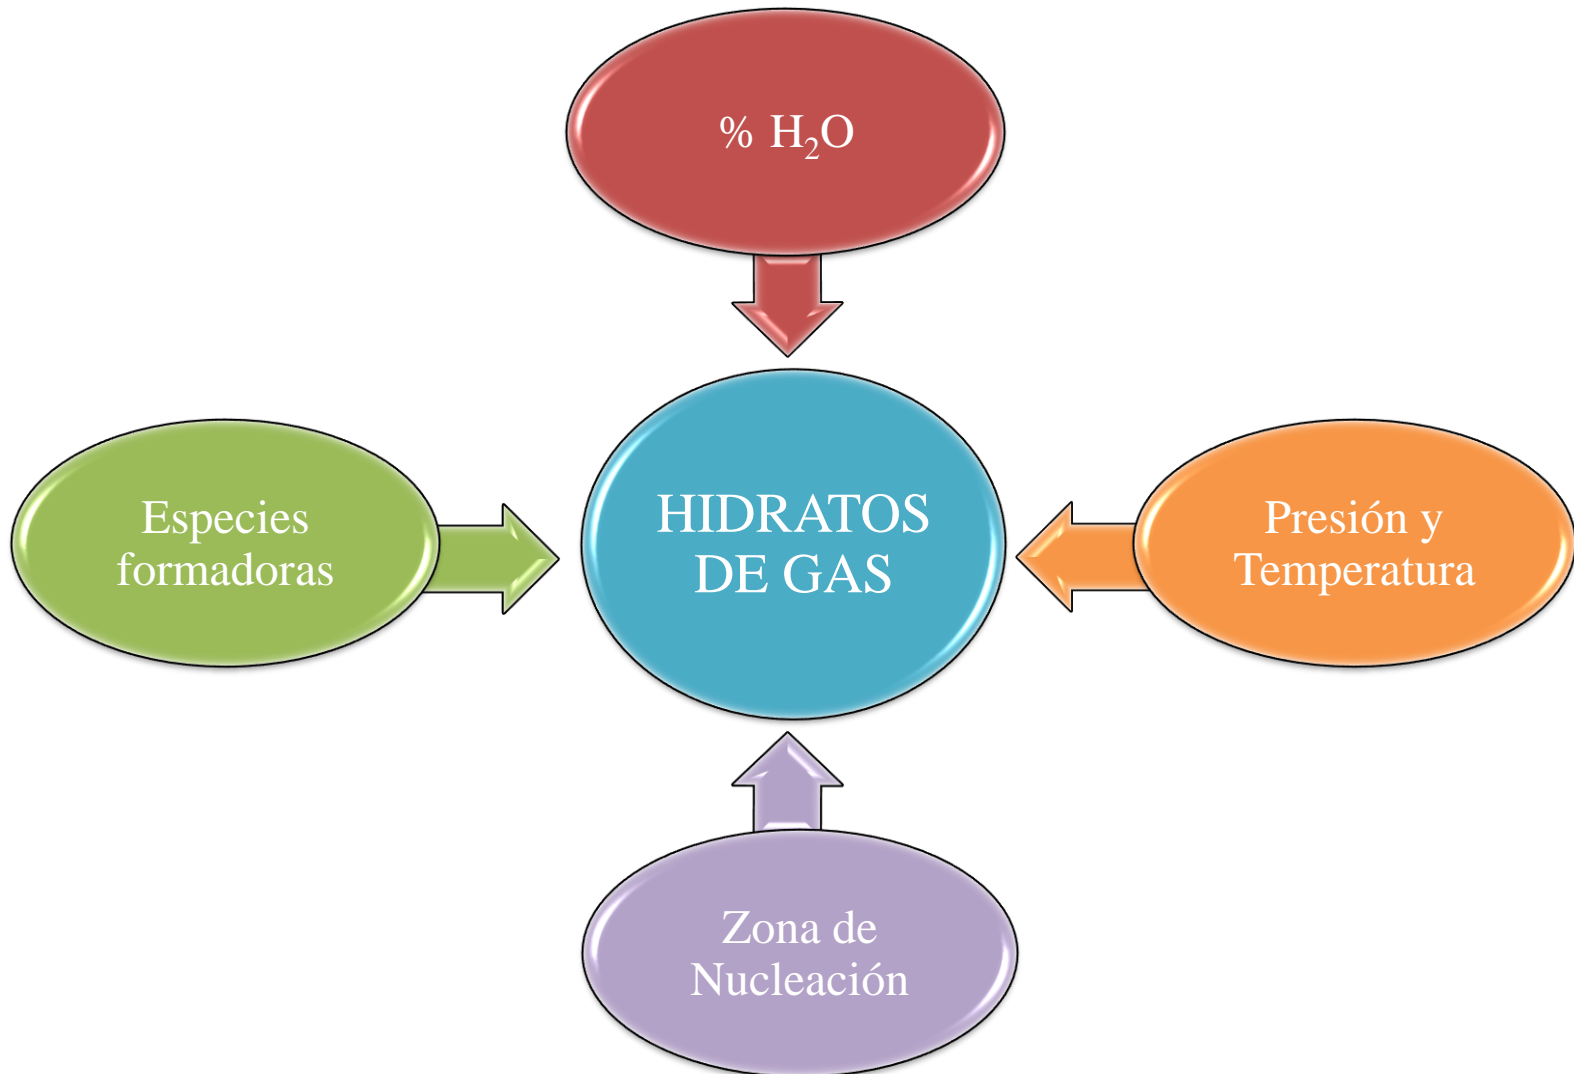 % H₂O
Especies
formadoras
HIDRATOS
DE GAS
Presión y
Temperatura
Zona de
Nucleación